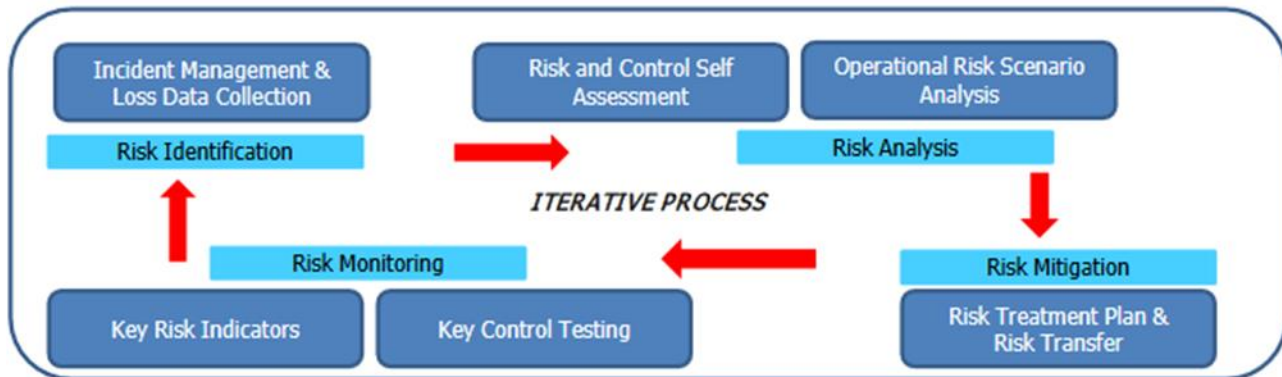 Incident Management &
Loss Data Collection
Risk and Control Self
Assessment
Operational Risk Scenario
Analysis
Risk Identification
Risk Analysis
ITERATIVE PROCESS
Risk Monitoring
Risk Mitigation
Key Risk Indicators
Key Control Testing
Risk Treatment Plan &
Risk Transfer